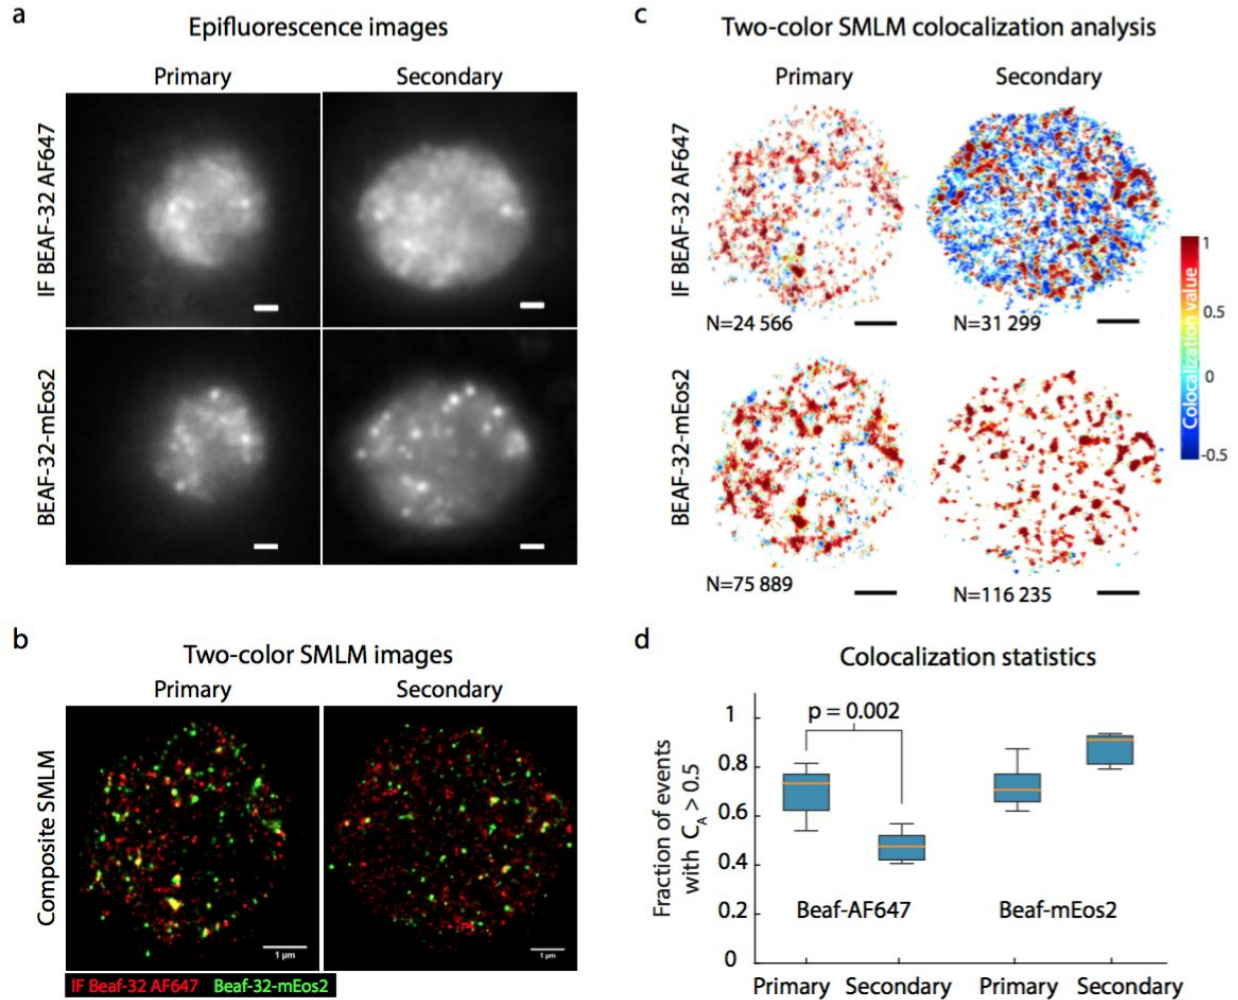 a
Epifluorescence images
Primary Secondary
IF BEAF-32 AF647
BEAF-32-mEos2
b
Two-color SMLM images
Primary Secondary
Composite SMLM
1 µm
1 µm
IF Beaf-32 AF647 Beaf-32-mEos2
c
Two-color SMLM colocalization analysis
Primary Secondary
IF BEAF-32 AF647
N=24 566 N=31 299
BEAF-32-mEos2
N=75 889 N=116 235
Colocalization value
1
0.5
0
-0.5
d
Colocalization statistics
Fraction of events
with C_A > 0.5
1
0.8
0.6
0.4
0.2
0
p = 0.002
Beaf-AF647 Beaf-mEos2
Primary Secondary Primary Secondary